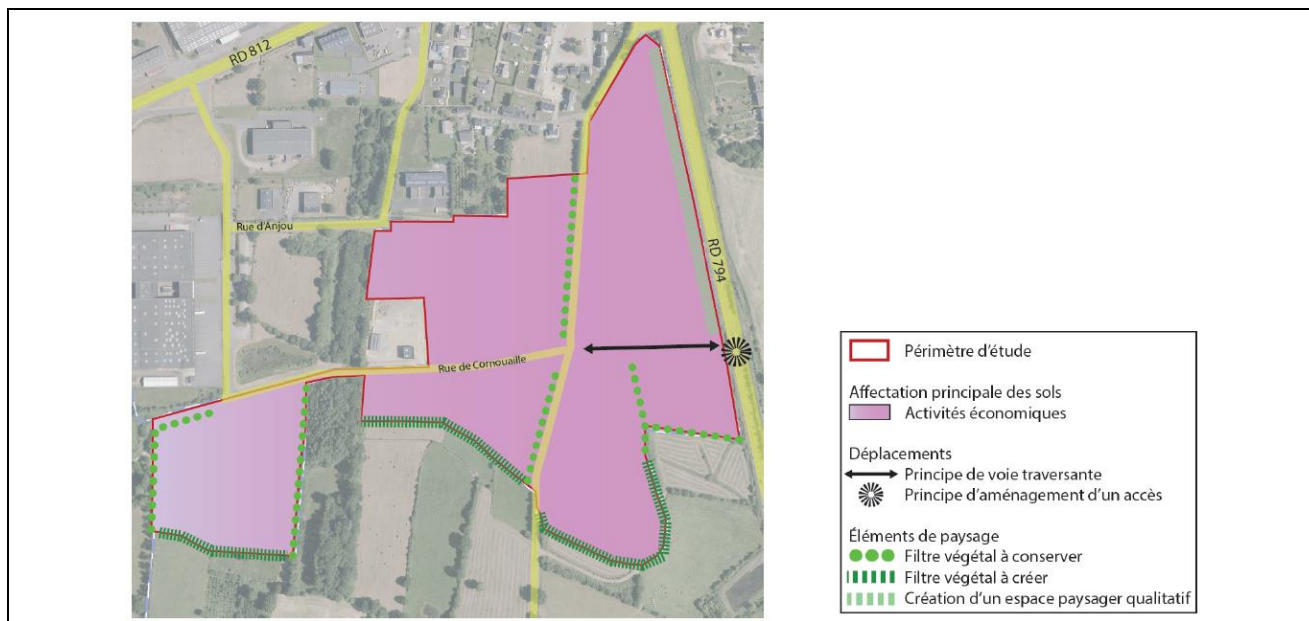 RD 812
Rue d'Anjou
RD 794
Rue de Cornouaille
Périmètre d'étude
Affectation principale des sols
Activités économiques
Déplacements
Principe de voie traversante
Principe d'aménagement d'un accès
Éléments de paysage
Filtre végétal à conserver
Filtre végétal à créer
Création d'un espace paysager qualitatif